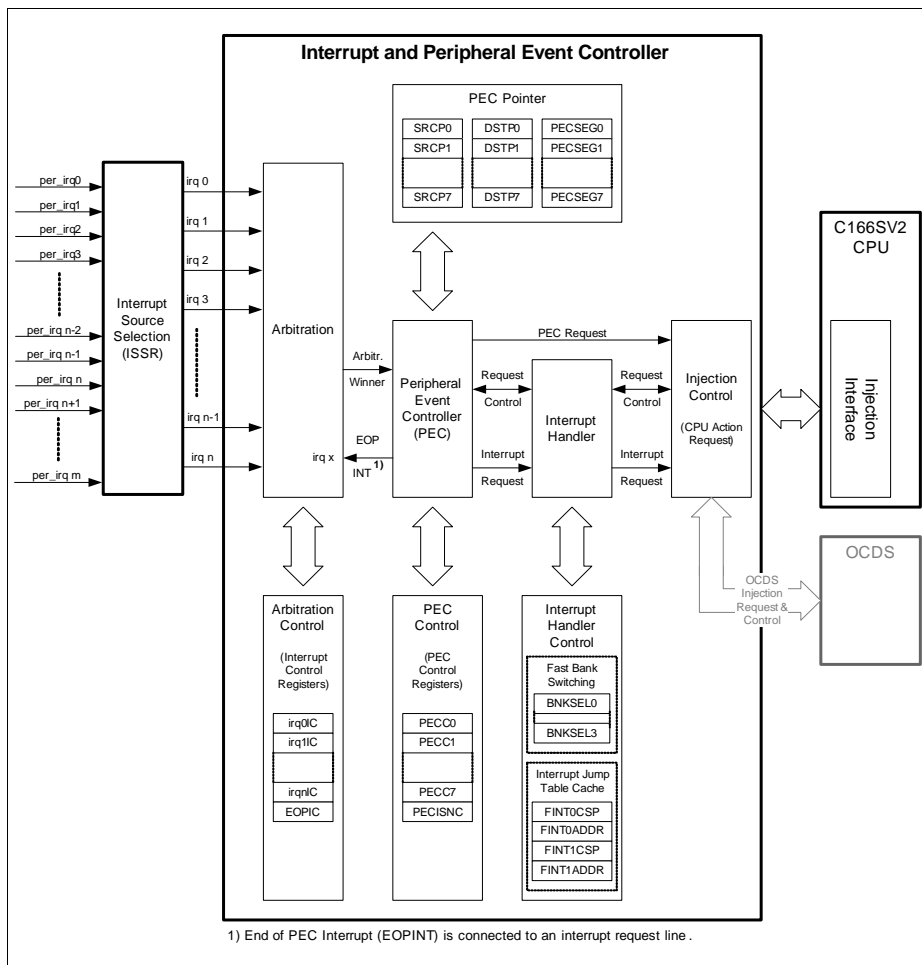 Interrupt and Peripheral Event Controller
PEC Pointer
SRCP0
DSTP0
PECSEG0
SRCP1
DSTP1
PECSEG1
SRCP7
DSTP7
PECSEG7
per_irq0
per_irq1
per_irq2
per_irq3
per_irq n-2
per_irq n-1
per_irq n
per_irq n+1
per_irq m
Interrupt
Source
Selection
(ISSR)
irq 0
irq 1
irq 2
irq 3
irq n-1
irq n
Arbitration
irq x
Arbitr.
Winner
EOP
INT 1)
Peripheral
Event
Controller
(PEC)
PEC Request
Request
Control
Interrupt
Request
Interrupt
Handler
Request
Control
Interrupt
Request
Injection
Control
(CPU Action
Request)
C166SV2
CPU
Injection
Interface
OCDS
OCDS
Injection
Request &
Control
Arbitration
Control
(Interrupt
Control
Registers)
irq0IC
irq1IC
irqnIC
EOPIC
PEC
Control
(PEC
Control
Registers)
PECC0
PECC1
PECC7
PECISNC
Interrupt
Handler
Control
Fast Bank
Switching
BNKSEL0
BNKSEL3
Interrupt Jump
Table Cache
FINT0CSP
FINT0ADDR
FINT1CSP
FINT1ADDR
1) End of PEC Interrupt (EOPINT) is connected to an interrupt request line.